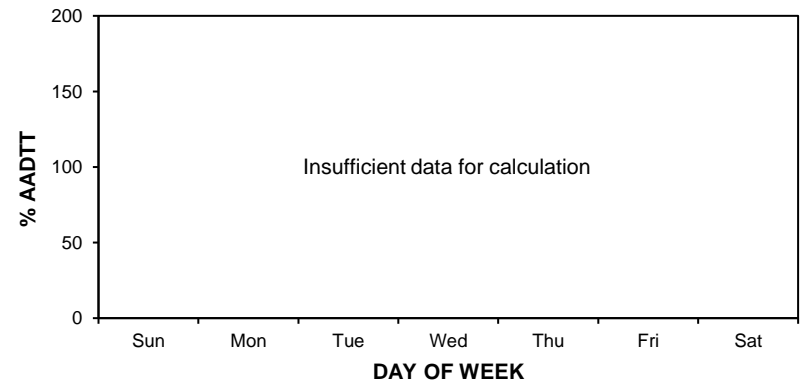 200
150
100
50
0
% AADTT
Insufficient data for calculation
Sun Mon Tue Wed Thu Fri Sat
DAY OF WEEK